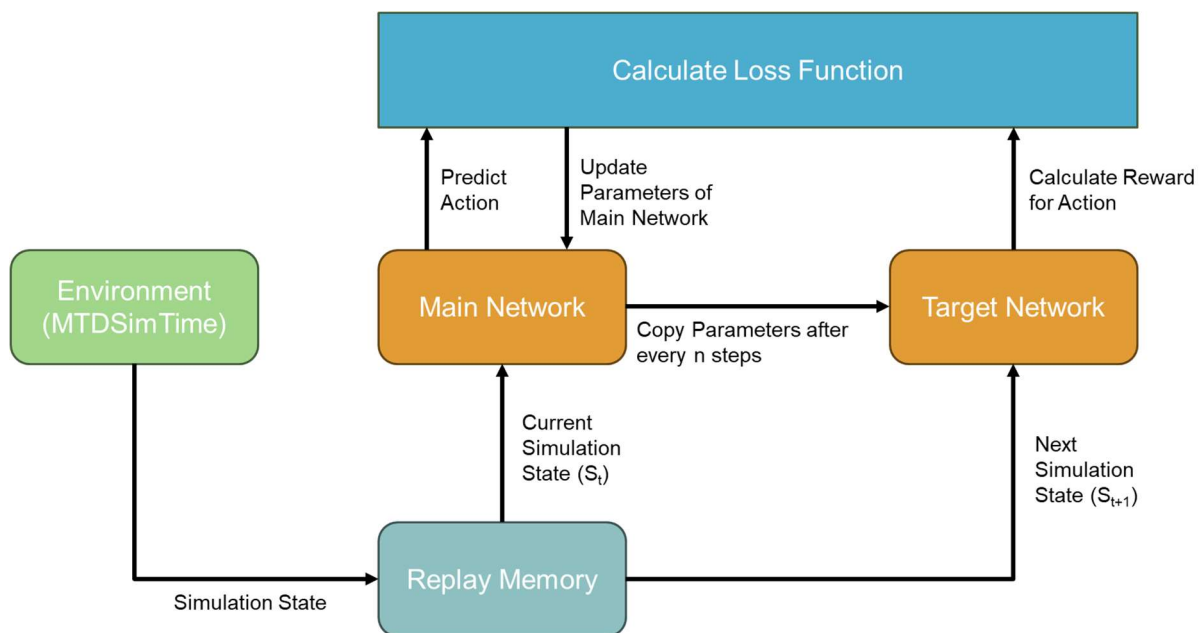 Calculate Loss Function
Predict
Action
Update
Parameters of
Main Network
Calculate Reward
for Action
Environment
(MTDSimTime)
Main Network
Target Network
Copy Parameters after
every n steps
Current
Simulation
State (St)
Next
Simulation
State (St+1)
Replay Memory
Simulation State